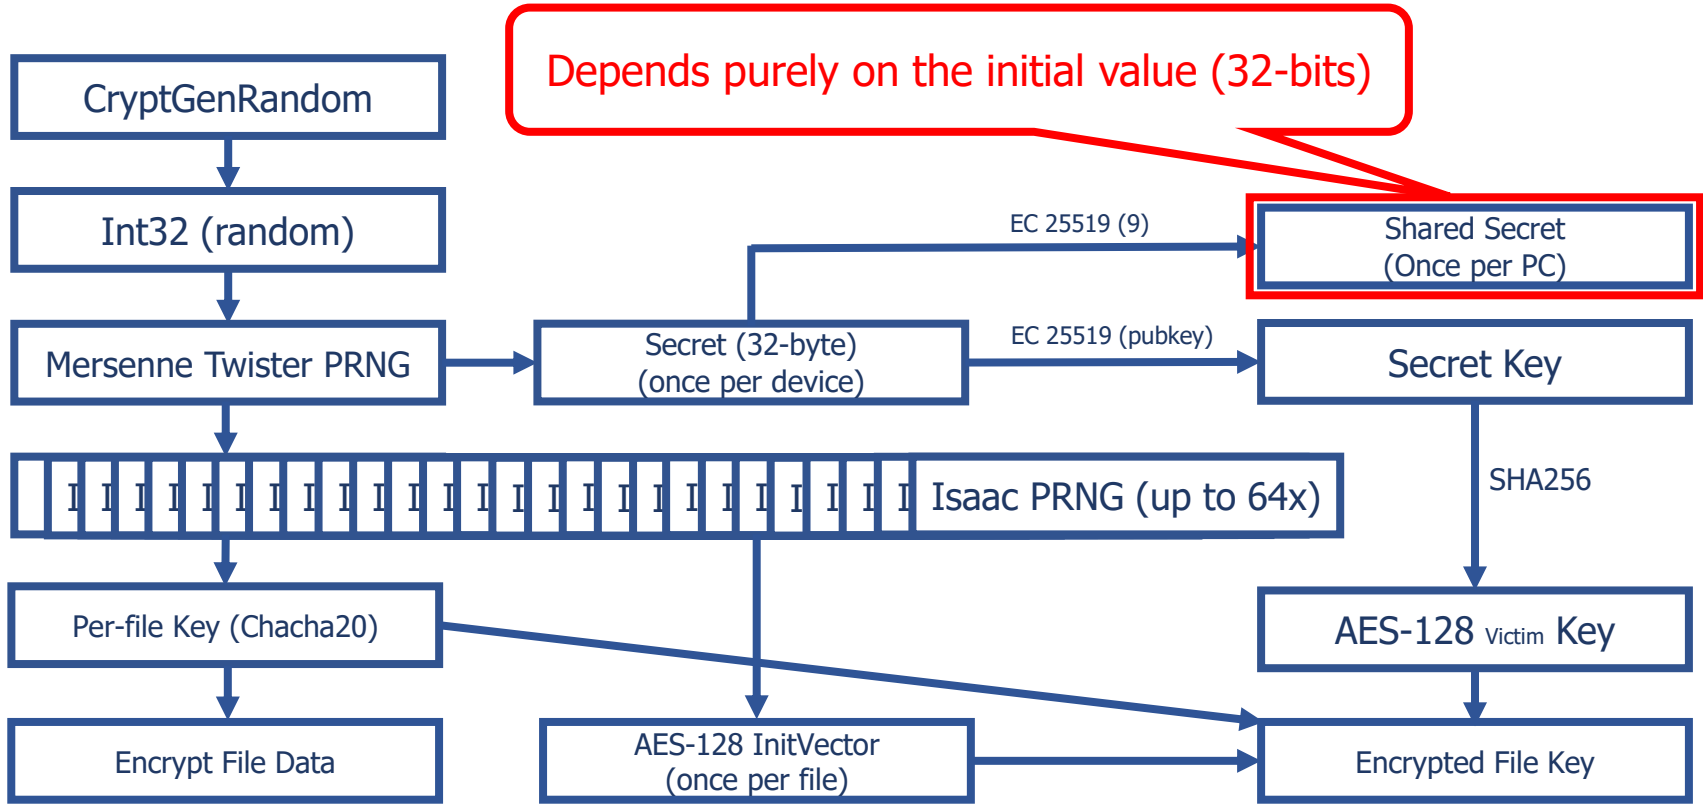 Depends purely on the initial value (32-bits)
CryptGenRandom
Int32 (random)
EC 25519 (9)
Shared Secret
(Once per PC)
Mersenne Twister PRNG
Secret (32-byte)
(once per device)
EC 25519 (pubkey)
Secret Key
I I I I I I I I I I I I I I I I I I I I I I I I I Isaac PRNG (up to 64x)
SHA256
Per-file Key (Chacha20)
AES-128 Victim Key
Encrypt File Data
AES-128 InitVector
(once per file)
Encrypted File Key